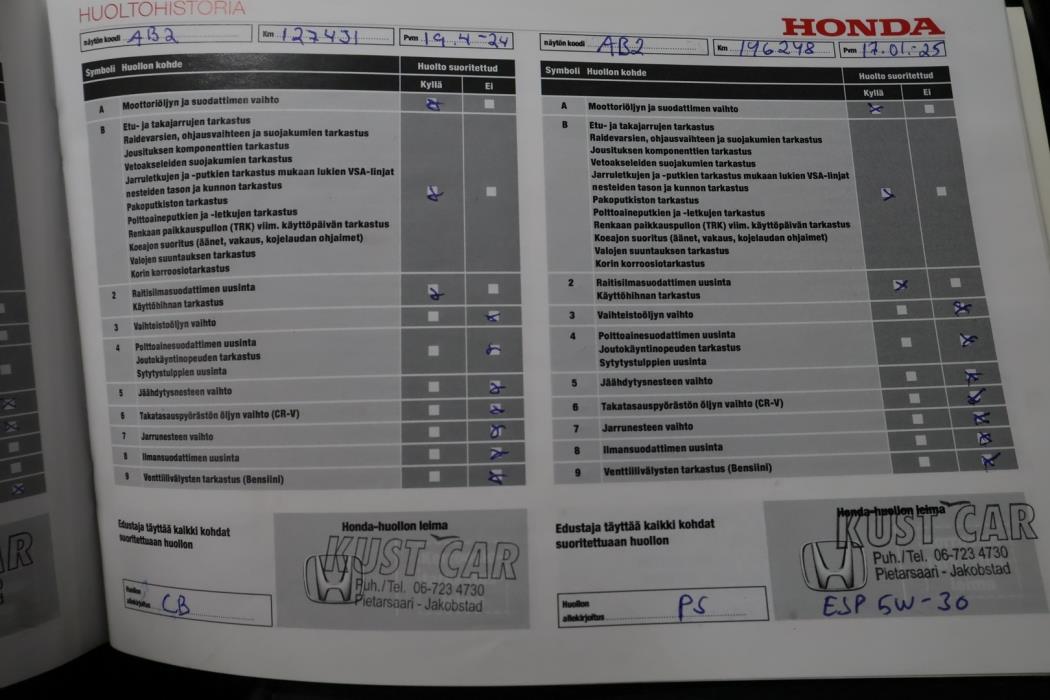 HUOLTOHISTORIA
näytön koodi AB2 Km 127431 Pvm 19.4-24
Symboli Huollon kohde Huolto suoritettud
Kyllä Ei
A Moottoriöljyn ja suodattimen vaihto
B Etu- ja takajarrujen tarkastus
Raidevarsien, ohjausvaihteen ja suojakumien tarkastus
Jousituksen komponenttien tarkastus
Vetoakseleiden suojakumien tarkastus
Jarruletkujen ja -putkien tarkastus mukaan lukien VSA-linjat
nesteiden tason ja kunnon tarkastus
Pakoputkiston tarkastus
Polttoaineputkien ja -letkujen tarkastus
Renkaan paikkauspullon (TRK) viim. käyttöpäivän tarkastus
Koeajon suoritus (äänet, vakaus, kojelaudan ohjaimet)
Valojen suuntauksen tarkastus
Korin korroosiotarkastus
2 Raitisilmasuodattimen uusinta
Käyttöhihnan tarkastus
3 Vaihteistoöljyn vaihto
4 Polttoainesuodattimen uusinta
Joutokäyntinopeuden tarkastus
Sytytystulppien uusinta
5 Jäähdytysnesteen vaihto
6 Takatasauspyörästön öljyn vaihto (CR-V)
7 Jarrunesteen vaihto
8 Ilmansuodattimen uusinta
9 Venttiilivälysten tarkastus (Bensiini)
Edustaja täyttää kaikki kohdat
suoritettuaan huollon
Huollon
allekirjoitus CB
Honda-huollon leima
KUST CAR
Puh./Tel. 06-723 4730
Pietarsaari - Jakobstad
HONDA
näytön koodi AB2 Km 196248 Pvm 17.01.-25
Symboli Huollon kohde Huolto suoritettud
Kyllä Ei
A Moottoriöljyn ja suodattimen vaihto
B Etu- ja takajarrujen tarkastus
Raidevarsien, ohjausvaihteen ja suojakumien tarkastus
Jousituksen komponenttien tarkastus
Vetoakseleiden suojakumien tarkastus
Jarruletkujen ja -putkien tarkastus mukaan lukien VSA-linjat
nesteiden tason ja kunnon tarkastus
Pakoputkiston tarkastus
Polttoaineputkien ja -letkujen tarkastus
Renkaan paikkauspullon (TRK) viim. käyttöpäivän tarkastus
Koeajon suoritus (äänet, vakaus, kojelaudan ohjaimet)
Valojen suuntauksen tarkastus
Korin korroosiotarkastus
2 Raitisilmasuodattimen uusinta
Käyttöhihnan tarkastus
3 Vaihteistoöljyn vaihto
4 Polttoainesuodattimen uusinta
Joutokäyntinopeuden tarkastus
Sytytystulppien uusinta
5 Jäähdytysnesteen vaihto
6 Takatasauspyörästön öljyn vaihto (CR-V)
7 Jarrunesteen vaihto
8 Ilmansuodattimen uusinta
9 Venttiilivälysten tarkastus (Bensiini)
Edustaja täyttää kaikki kohdat
suoritettuaan huollon
Huollon
allekirjoitus PS
Honda-huollon leima
KUST CAR
Puh./Tel. 06-723 4730
Pietarsaari - Jakobstad
ESP 5W-30